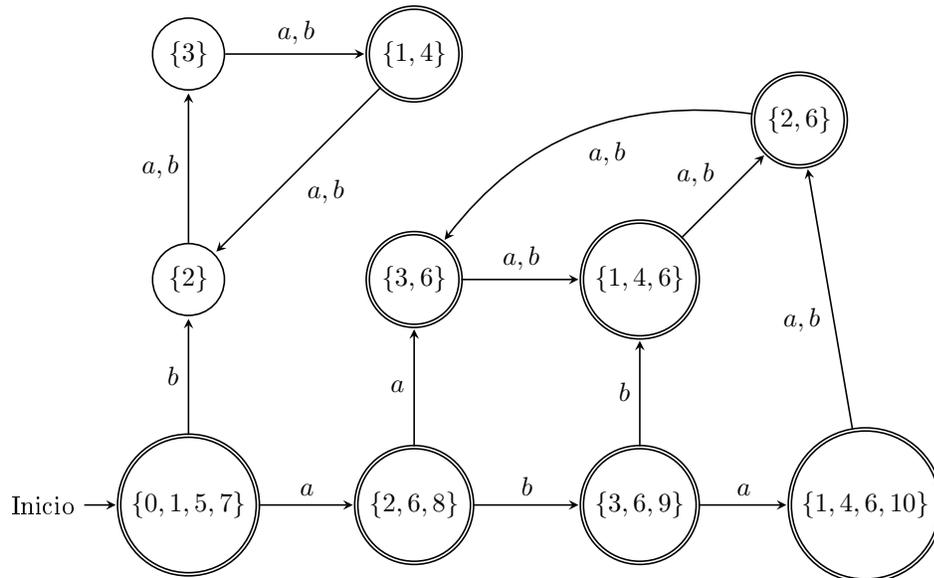 {3}
a, b
{1, 4}
{2, 6}
a, b
a, b
a, b
a, b
{2}
{3, 6}
a, b
{1, 4, 6}
a, b
b
a
b
Inicio
{0, 1, 5, 7}
a
{2, 6, 8}
b
{3, 6, 9}
a
{1, 4, 6, 10}